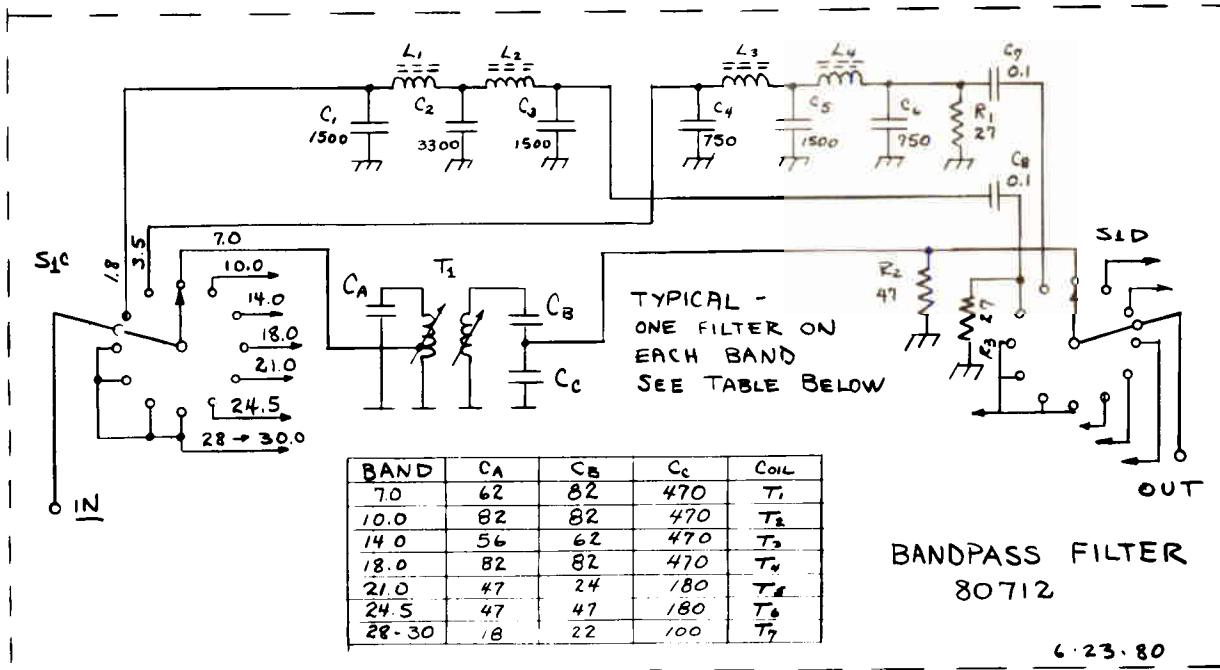 L1
L2
L3
L4
C7
0.1
C1
1500
C2
3300
C3
1500
C4
750
C5
1500
C6
750
R1
27
C8
0.1
S1C
1.8
3.5
7.0
10.0
14.0
18.0
21.0
24.5
28 → 30.0
IN
CA
T1
CB
CC
TYPICAL -
ONE FILTER ON
EACH BAND
SEE TABLE BELOW
R2
47
R3
27
S1D
OUT
BAND CA CB CC COIL
7.0 62 82 470 T1
10.0 82 82 470 T2
14.0 56 62 470 T3
18.0 82 82 470 T4
21.0 47 24 180 T5
24.5 47 47 180 T6
28-30 18 22 100 T7
BANDPASS FILTER
80712
6.23.80